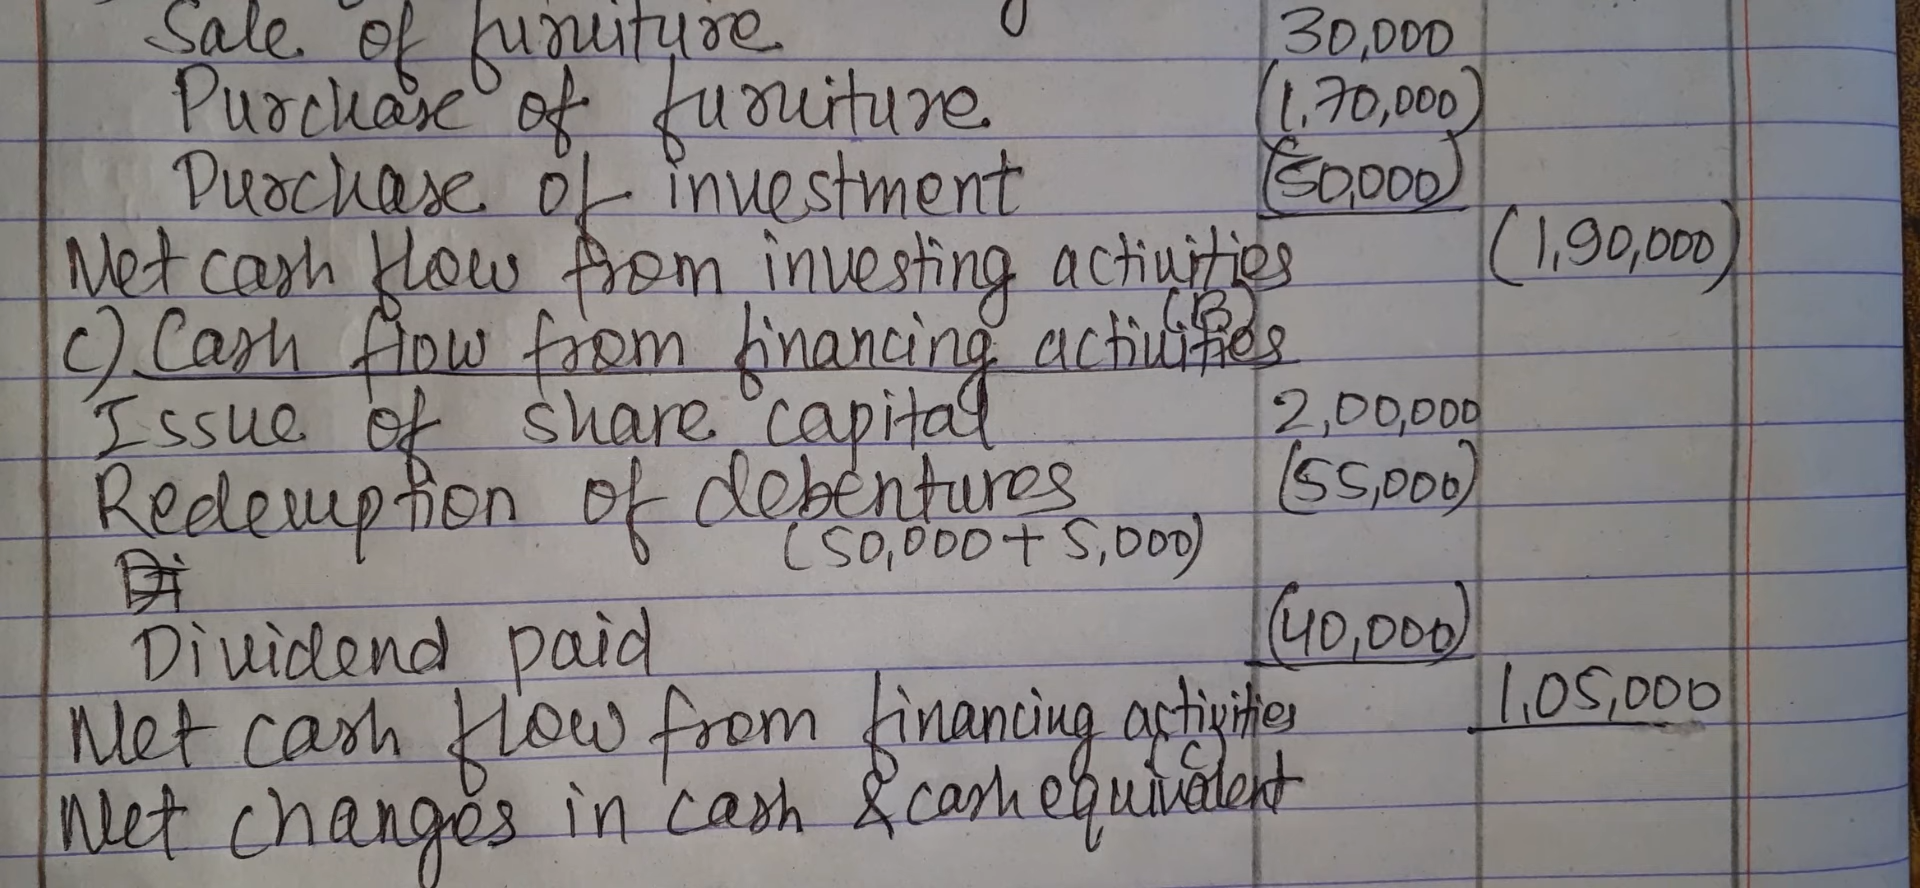 Sale of furniture 30,000
Purchase of furniture (1,70,000)
Purchase of investment (50,000)
Net cash flow from investing activities (B) (1,90,000)
C) Cash flow from financing activities
Issue of share capital 2,00,000
Redemption of debentures (55,000)
(50,000 + 5,000)
Di
Dividend paid (40,000)
Net cash flow from financing activities (C) 1,05,000
Net changes in cash & cash equivalent